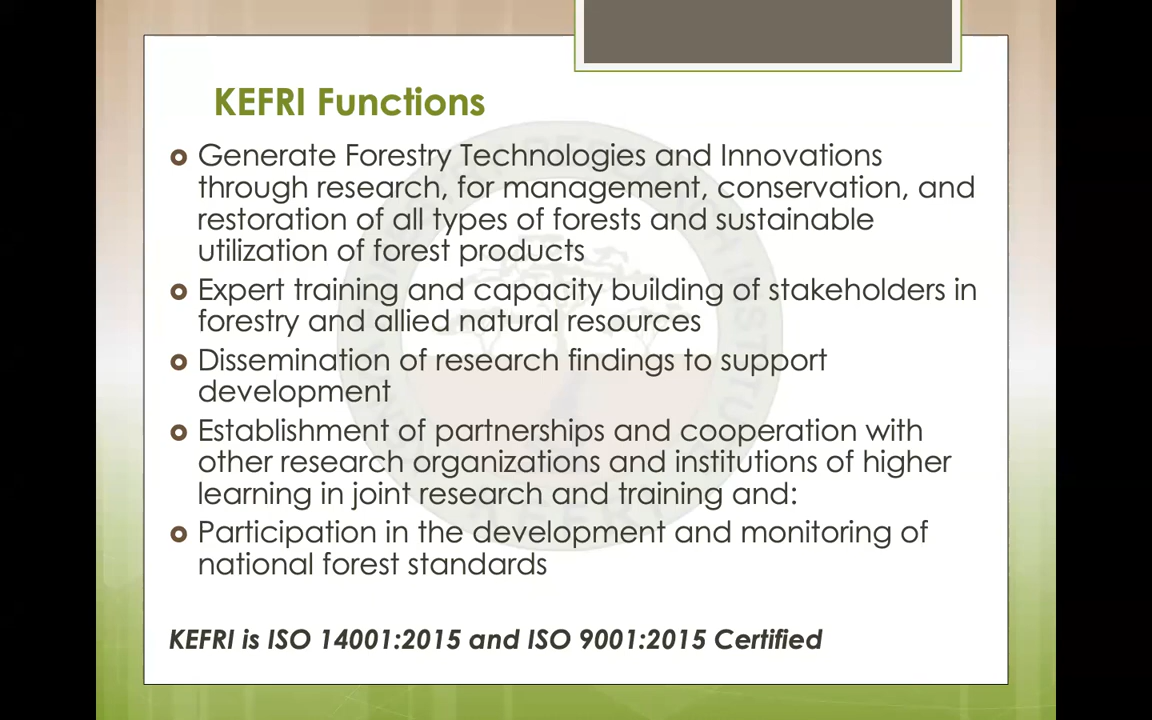 KEFRI Functions
Generate Forestry Technologies and Innovations
through research, for management, conservation, and
restoration of all types of forests and sustainable
utilization of forest products
Expert training and capacity building of stakeholders in
forestry and allied natural resources
Dissemination of research findings to support
development
Establishment of partnerships and cooperation with
other research organizations and institutions of higher
learning in joint research and training and:
Participation in the development and monitoring of
national forest standards
KEFRI is ISO 14001:2015 and ISO 9001:2015 Certified